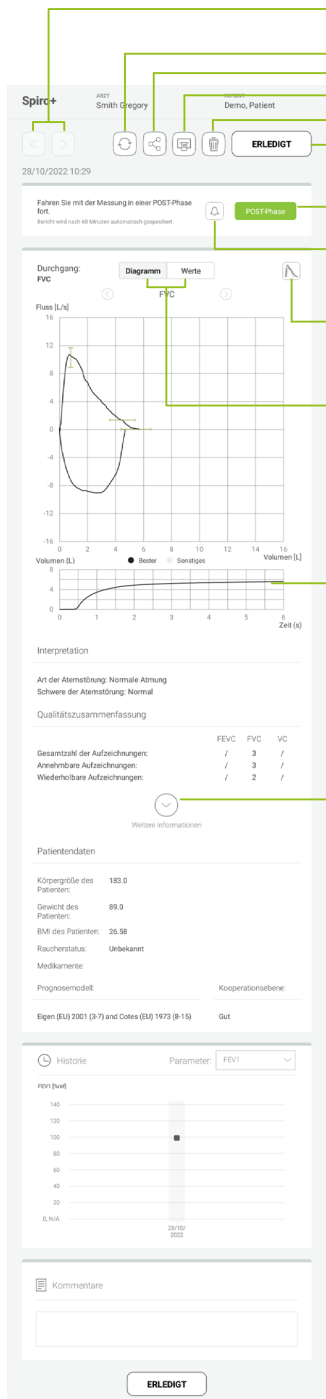 Spiro+
ARZT
Smith Gregory
PATIENT
Demo, Patient
ERLEDIGT
28/10/2022 10:29
Fahren Sie mit der Messung in einer POST-Phase
fort.
Bericht wird nach 60 Minuten automatisch gespeichert.
POST-Phase
Durchgang:
FVC
Diagramm Werte
FVC
Fluss [L/s]
16
12
8
4
0
-4
-8
-12
-16
0 2 4 6 8 10 12 14 16
Volumen [L]
Volumen (L)
Bester Sonstiges
8
4
0
0 1 2 3 4 5 6
Zeit (s)
Interpretation
Art der Atemstörung: Normale Atmung
Schwere der Atemstörung: Normal
Qualitätszusammenfassung
FEVC FVC VC
Gesamtzahl der Aufzeichnungen: / 3 /
Annehmbare Aufzeichnungen: / 3 /
Wiederholbare Aufzeichnungen: / 2 /
Weitere Informationen
Patientendaten
Körpergröße des 183.0
Patienten:
Gewicht des 89.0
Patienten:
BMI des Patienten: 26.58
Raucherstatus: Unbekannt
Medikamente:
Prognosemodell: Kooperationsebene:
Eigen (EU) 2001 (3-7) and Cotes (EU) 1973 (8-15) Gut
Historie Parameter: FEV1
FEV1 [%ref]
140
120
100
80
60
40
20
0, N/A
28/10/
2022
Kommentare
ERLEDIGT